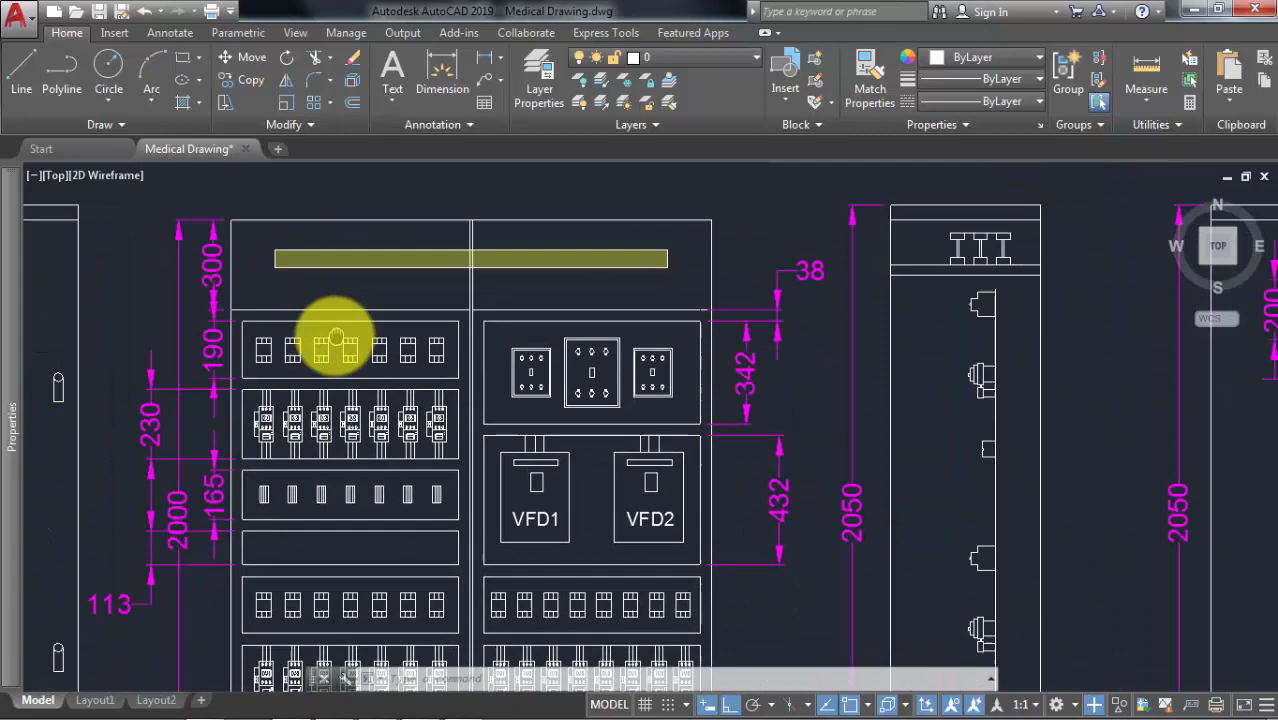 Autodesk AutoCAD 2019 Medical Drawing.dwg
Type a keyword or phrase
Sign In
Home Insert Annotate Parametric View Manage Output Add-ins Collaborate Express Tools Featured Apps
Line Polyline Circle Arc
Move
Copy
Text Dimension
Layer Properties
0
Insert
Match Properties
ByLayer
ByLayer
ByLayer
Group
Measure
Paste
Draw Modify Annotation Layers Block Properties Groups Utilities Clipboard
Start Medical Drawing*
[−][Top][2D Wireframe]
Properties
N
W TOP E
S
WCS
300
190
230
165
2000
113
38
342
432
VFD1 VFD2
2050
2050
200
Type a command
Model Layout1 Layout2 +
MODEL 1:1